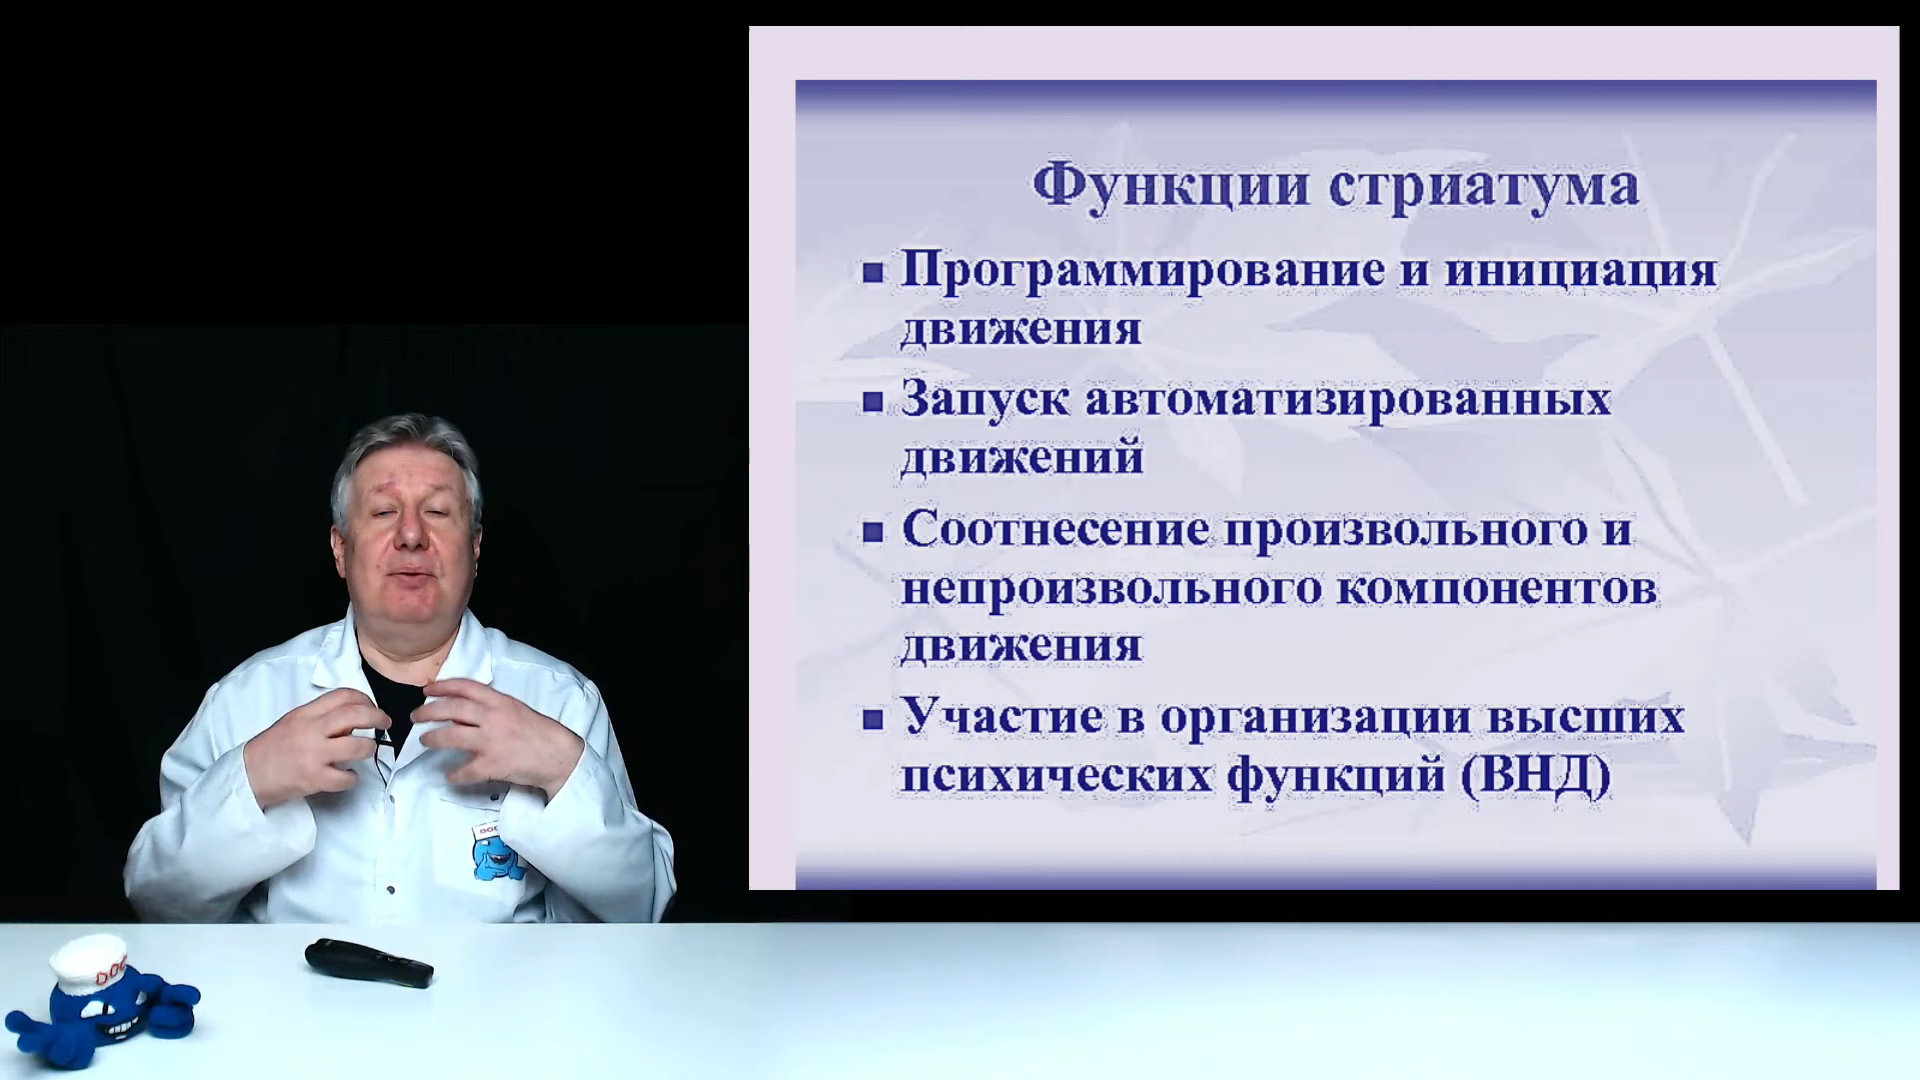 Функции стриатума
Программирование и инициация
движения
Запуск автоматизированных
движений
Соотнесение произвольного и
непроизвольного компонентов
движения
Участие в организации высших
психических функций (ВНД)